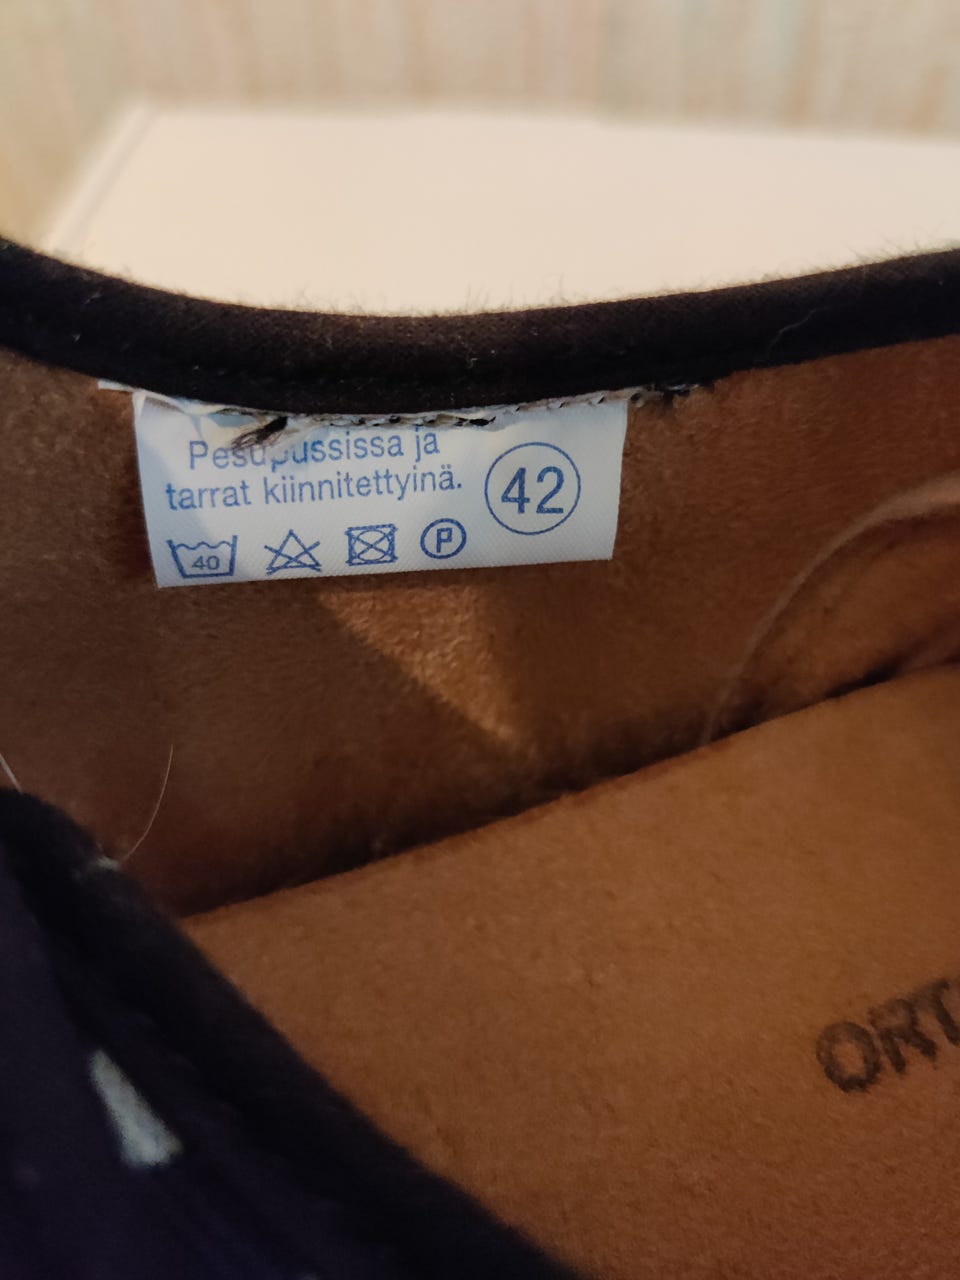 Pesupussissa ja
tarrat kiinnitettyinä.
42
40
P
ORT